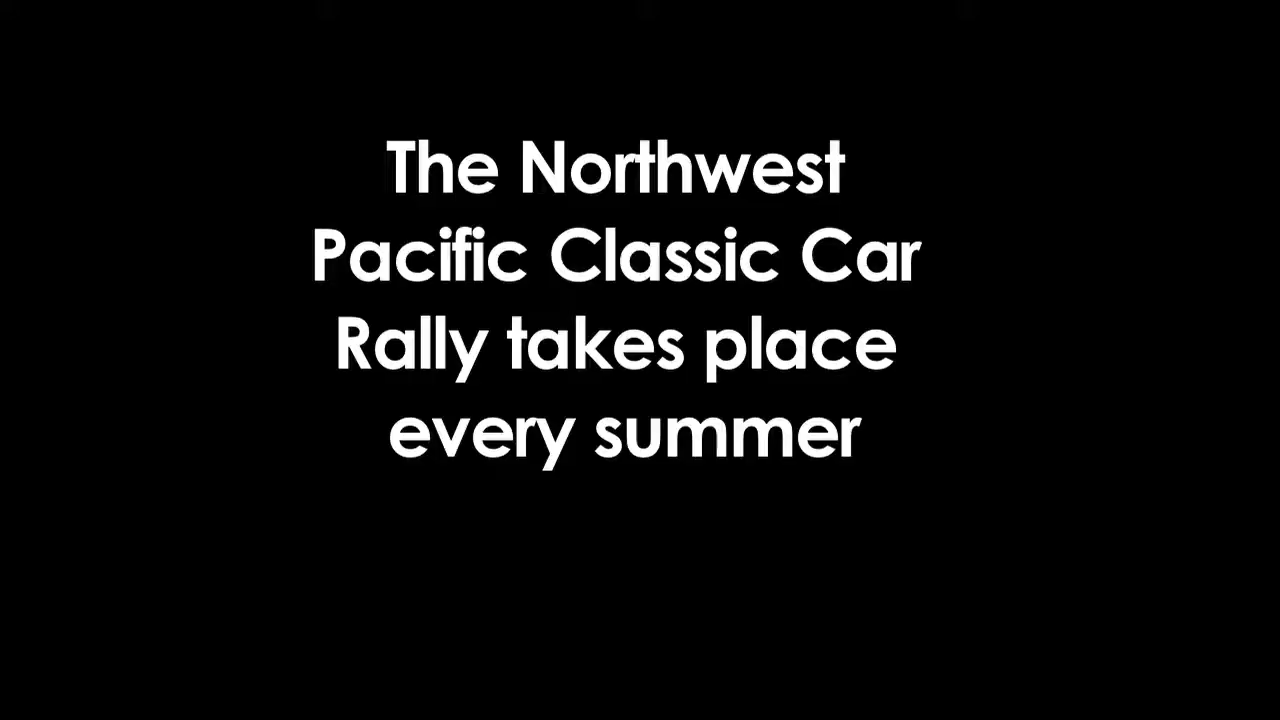 The Northwest
Pacific Classic Car
Rally takes place
every summer